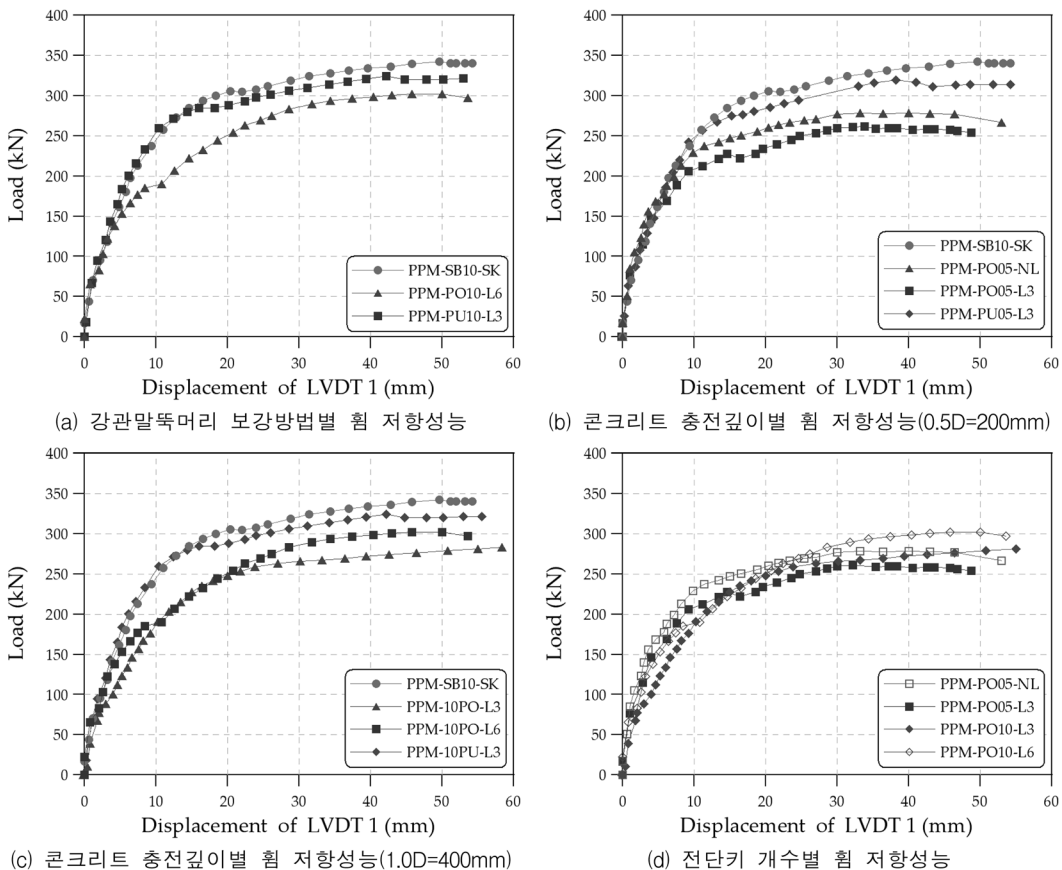 400
350
300
250
200
150
100
50
0
Load (kN)
PPM-SB10-SK
PPM-PO10-L6
PPM-PU10-L3
0 10 20 30 40 50 60
Displacement of LVDT 1 (mm)
(a) 강관말뚝머리 보강방법별 휨 저항성능
400
350
300
250
200
150
100
50
0
Load (kN)
PPM-SB10-SK
PPM-PO05-NL
PPM-PO05-L3
PPM-PU05-L3
0 10 20 30 40 50 60
Displacement of LVDT 1 (mm)
(b) 콘크리트 충전깊이별 휨 저항성능(0.5D=200mm)
400
350
300
250
200
150
100
50
0
Load (kN)
PPM-SB10-SK
PPM-10PO-L3
PPM-10PO-L6
PPM-10PU-L3
0 10 20 30 40 50 60
Displacement of LVDT 1 (mm)
(c) 콘크리트 충전깊이별 휨 저항성능(1.0D=400mm)
400
350
300
250
200
150
100
50
0
Load (kN)
PPM-PO05-NL
PPM-PO05-L3
PPM-PO10-L3
PPM-PO10-L6
0 10 20 30 40 50 60
Displacement of LVDT 1 (mm)
(d) 전단키 개수별 휨 저항성능